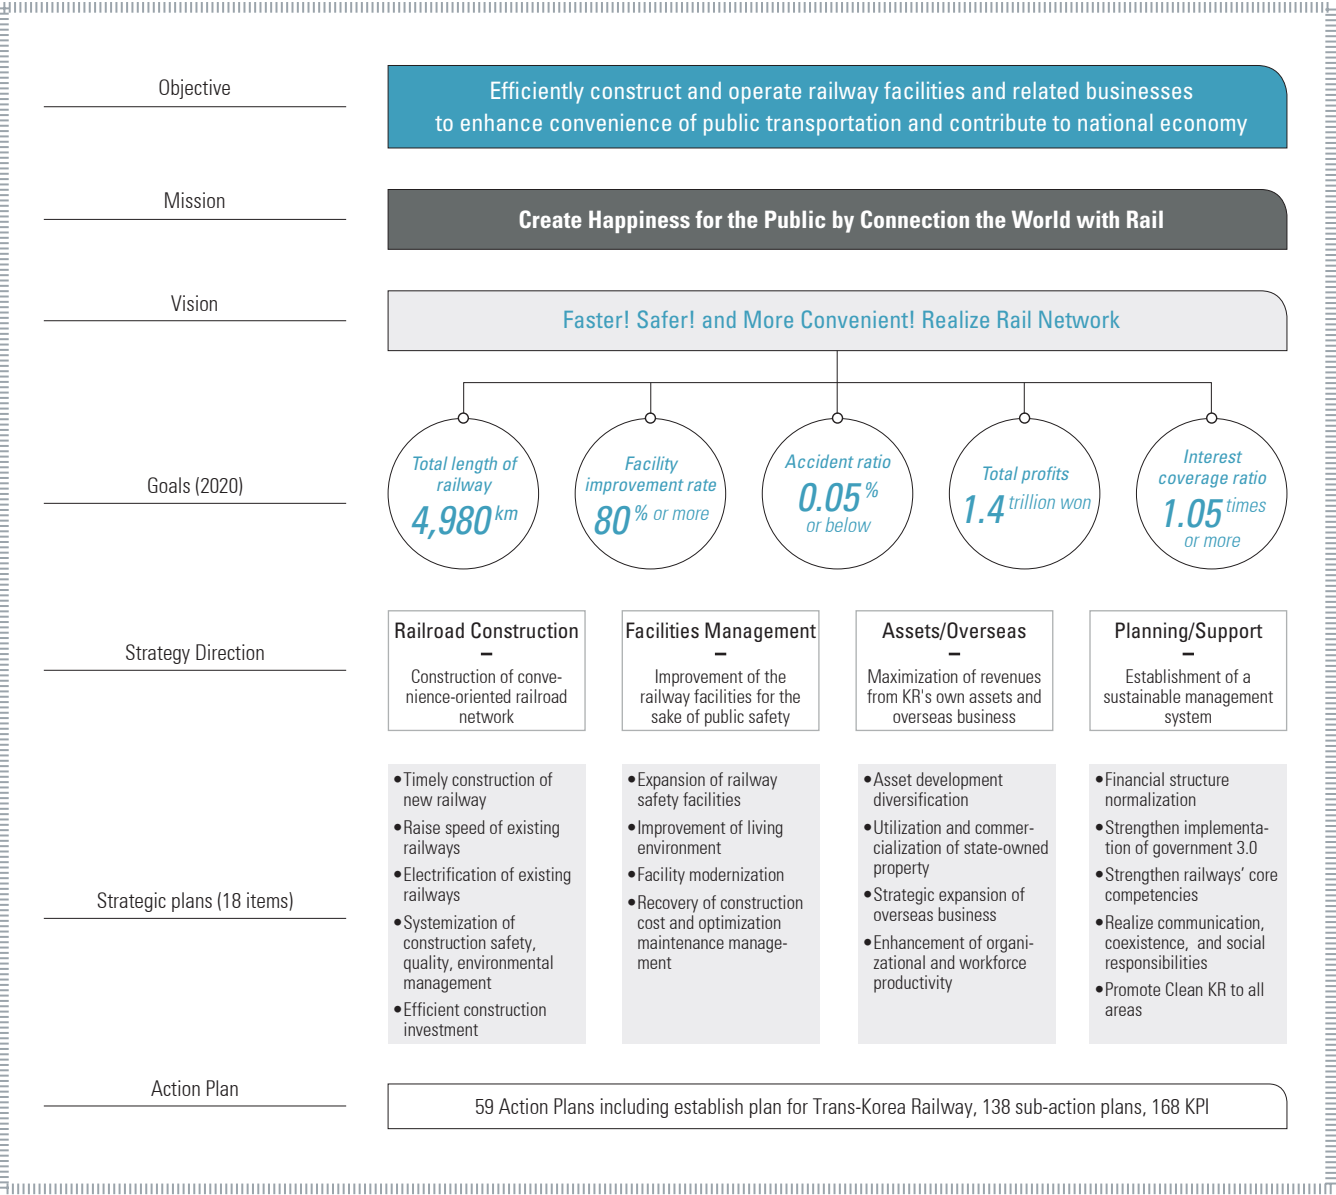 Objective
Efficiently construct and operate railway facilities and related businesses
to enhance convenience of public transportation and contribute to national economy
Mission
Create Happiness for the Public by Connection the World with Rail
Vision
Faster! Safer! and More Convenient! Realize Rail Network
Goals (2020)
Total length of
railway
4,980 km
Facility
improvement rate
80 % or more
Accident ratio
0.05 %
or below
Total profits
1.4 trillion won
Interest
coverage ratio
1.05 times
or more
Strategy Direction
Railroad Construction
–
Construction of conve-
nience-oriented railroad
network
Facilities Management
–
Improvement of the
railway facilities for the
sake of public safety
Assets/Overseas
–
Maximization of revenues
from KR's own assets and
overseas business
Planning/Support
–
Establishment of a
sustainable management
system
Strategic plans (18 items)
•Timely construction of
new railway
•Raise speed of existing
railways
•Electrification of existing
railways
•Systemization of
construction safety,
quality, environmental
management
•Efficient construction
investment
•Expansion of railway
safety facilities
•Improvement of living
environment
•Facility modernization
•Recovery of construction
cost and optimization
maintenance manage-
ment
•Asset development
diversification
•Utilization and commer-
cialization of state-owned
property
•Strategic expansion of
overseas business
•Enhancement of organi-
zational and workforce
productivity
•Financial structure
normalization
•Strengthen implementa-
tion of government 3.0
•Strengthen railways' core
competencies
•Realize communication,
coexistence, and social
responsibilities
•Promote Clean KR to all
areas
Action Plan
59 Action Plans including establish plan for Trans-Korea Railway, 138 sub-action plans, 168 KPI